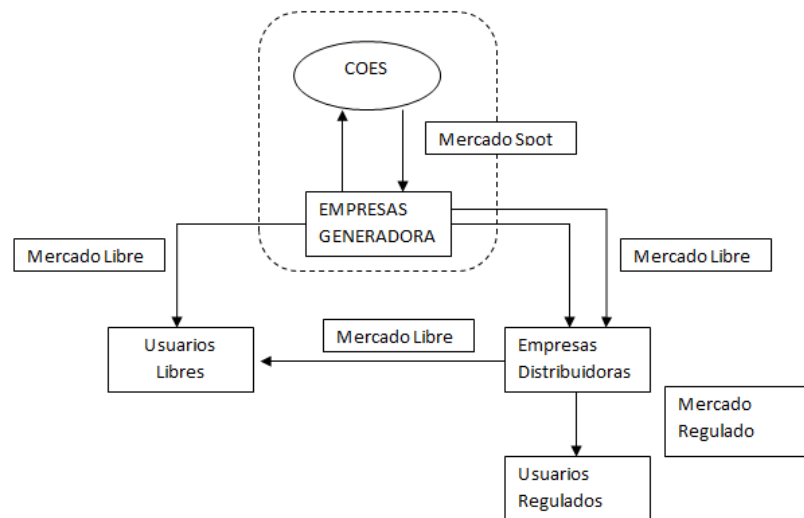 COES
Mercado Spot
EMPRESAS
GENERADORA
Mercado Libre
Mercado Libre
Mercado Libre
Usuarios
Libres
Empresas
Distribuidoras
Mercado
Regulado
Usuarios
Regulados